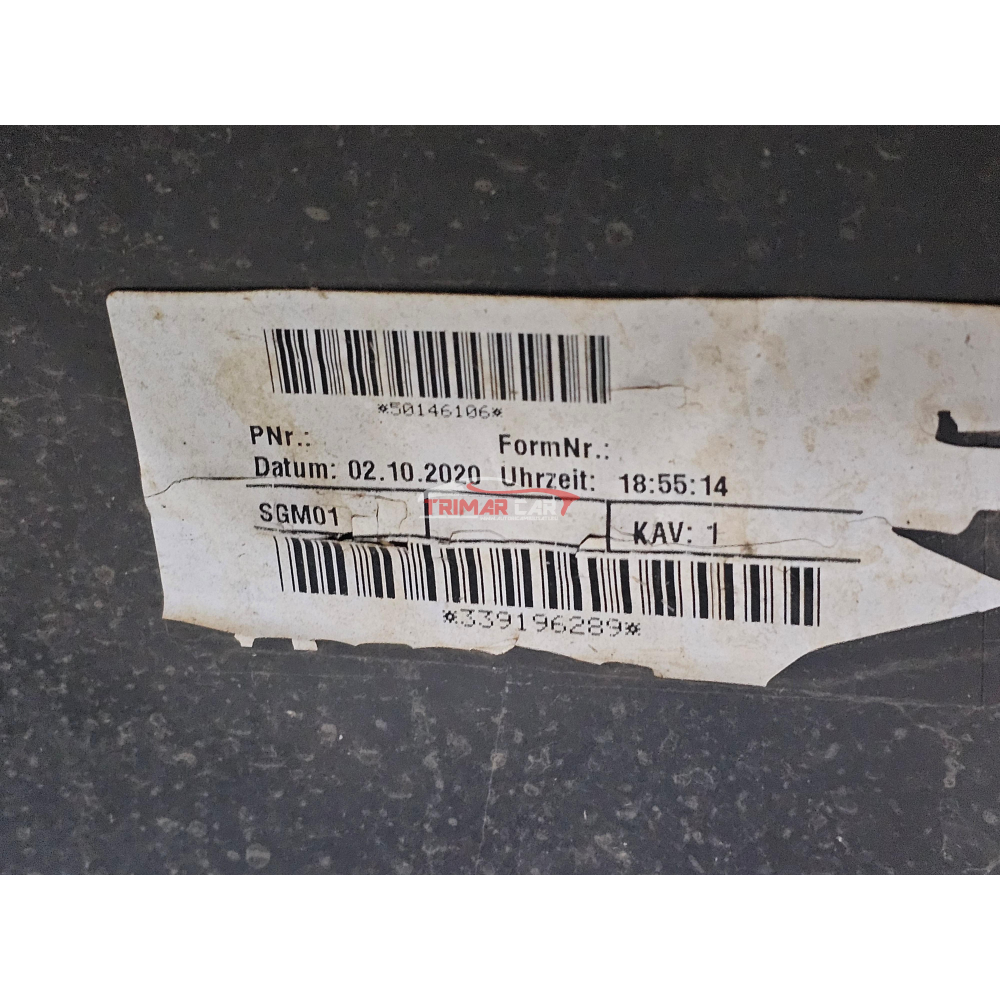 *50146106*
PNr.: FormNr.:
Datum: 02.10.2020 Uhrzeit: 18:55:14
TRIMAR CAR
SGM01 KAV: 1
*339196289*